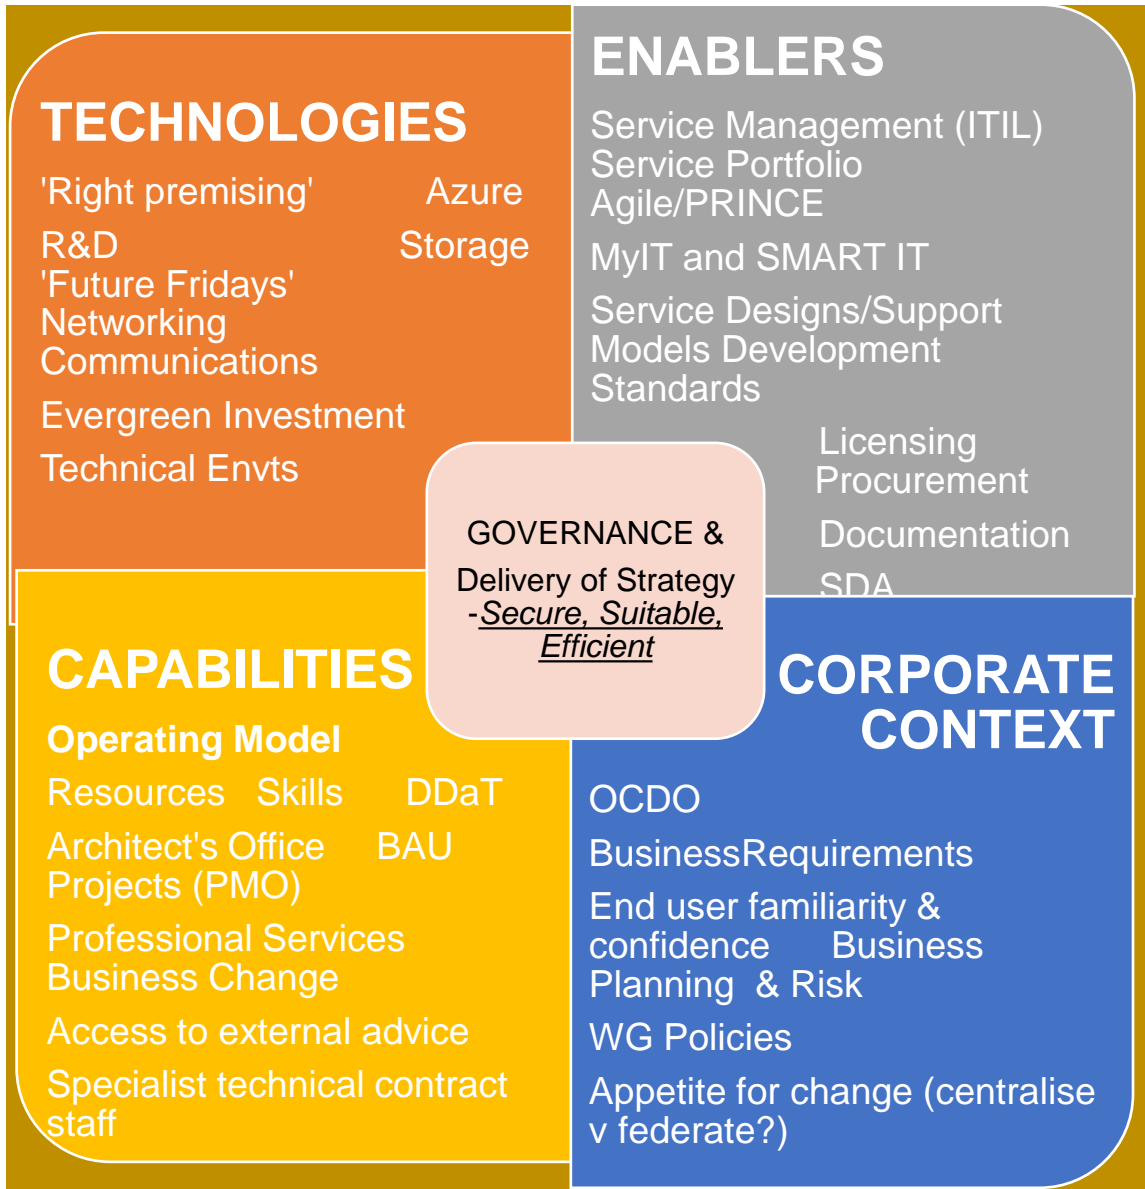 TECHNOLOGIES
'Right premising' Azure
R&D Storage
'Future Fridays'
Networking
Communications
Evergreen Investment
Technical Envts
ENABLERS
Service Management (ITIL)
Service Portfolio
Agile/PRINCE
MyIT and SMART IT
Service Designs/Support
Models Development
Standards
Licensing
Procurement
Documentation
SDA
GOVERNANCE &
Delivery of Strategy
-Secure, Suitable,
Efficient
CAPABILITIES
Operating Model
Resources Skills DDaT
Architect's Office BAU
Projects (PMO)
Professional Services
Business Change
Access to external advice
Specialist technical contract
staff
CORPORATE
CONTEXT
OCDO
BusinessRequirements
End user familiarity &
confidence Business
Planning & Risk
WG Policies
Appetite for change (centralise
v federate?)